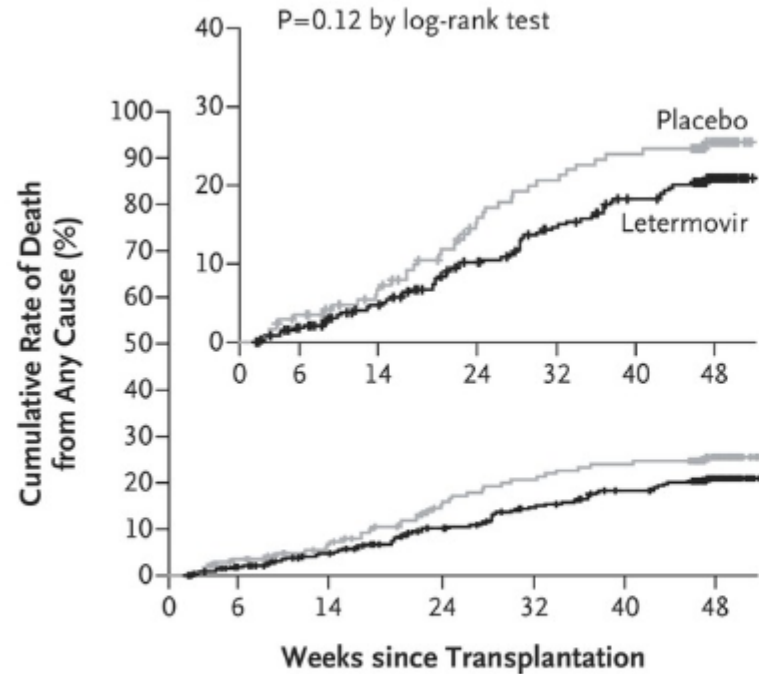 P=0.12 by log-rank test
40
30
20
10
0
Placebo
Letermovir
0 6 14 24 32 40 48
Cumulative Rate of Death
from Any Cause (%)
100
90
80
70
60
50
40
30
20
10
0
0 6 14 24 32 40 48
Weeks since Transplantation